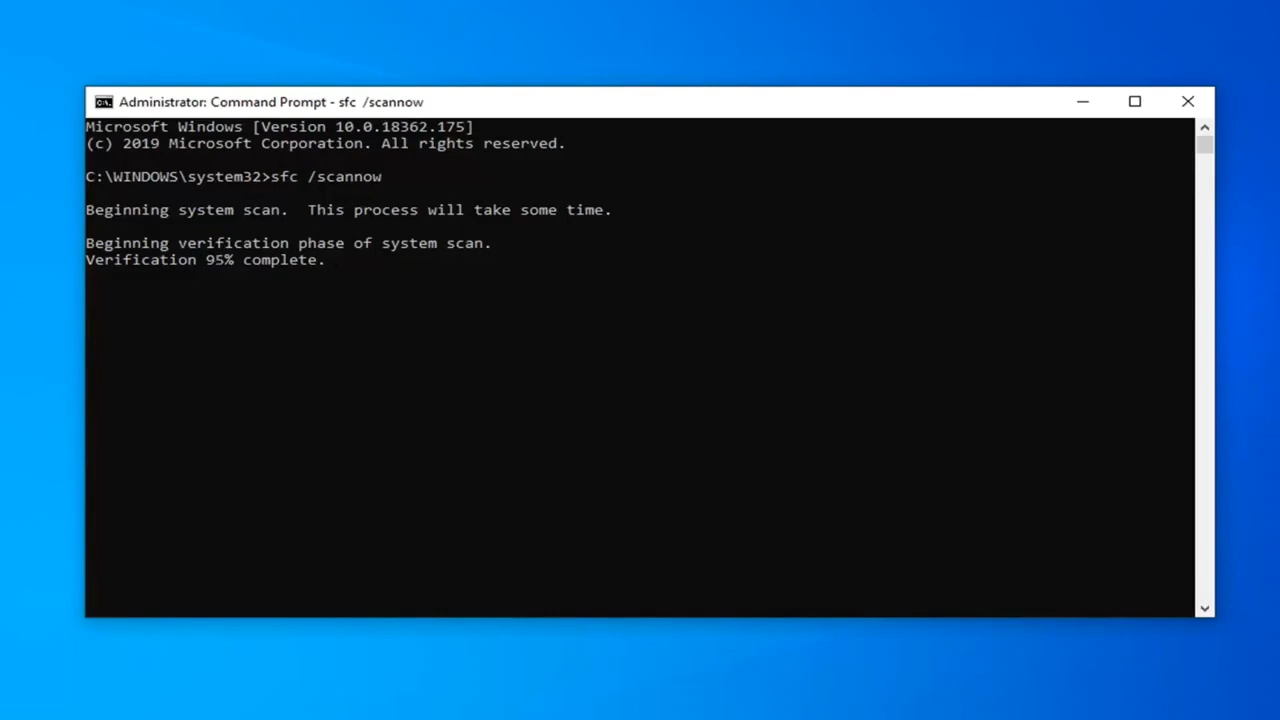 Administrator: Command Prompt - sfc  /scannow
Microsoft Windows [Version 10.0.18362.175]
(c) 2019 Microsoft Corporation. All rights reserved.
C:\WINDOWS\system32>sfc /scannow
Beginning system scan.  This process will take some time.
Beginning verification phase of system scan.
Verification 95% complete.